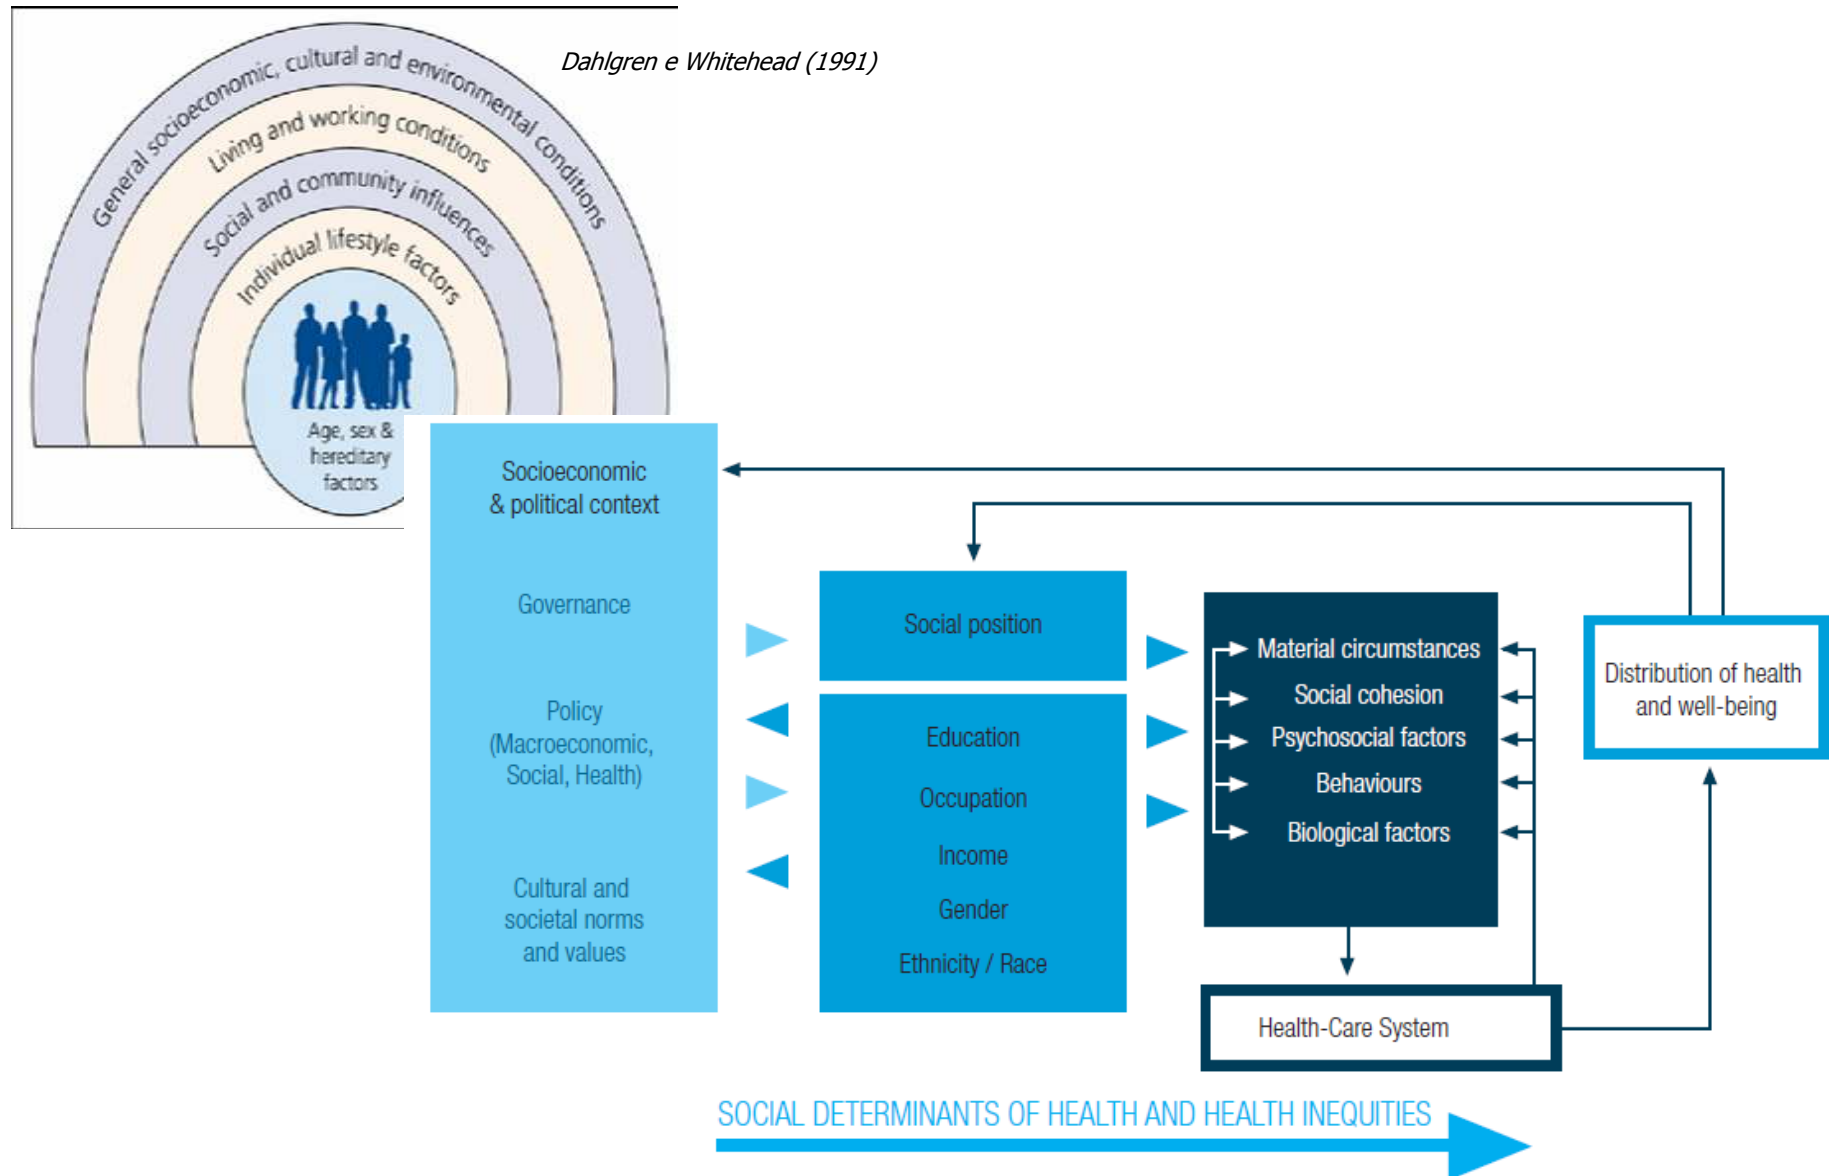 Dahlgren e Whitehead (1991)
General socioeconomic, cultural and environmental conditions
Living and working conditions
Social and community influences
Individual lifestyle factors
Age, sex &
hereditary
factors
Socioeconomic
& political context
Governance
Policy
(Macroeconomic,
Social, Health)
Cultural and
societal norms
and values
Social position
Education
Occupation
Income
Gender
Ethnicity / Race
Material circumstances
Social cohesion
Psychosocial factors
Behaviours
Biological factors
Health-Care System
Distribution of health
and well-being
SOCIAL DETERMINANTS OF HEALTH AND HEALTH INEQUITIES